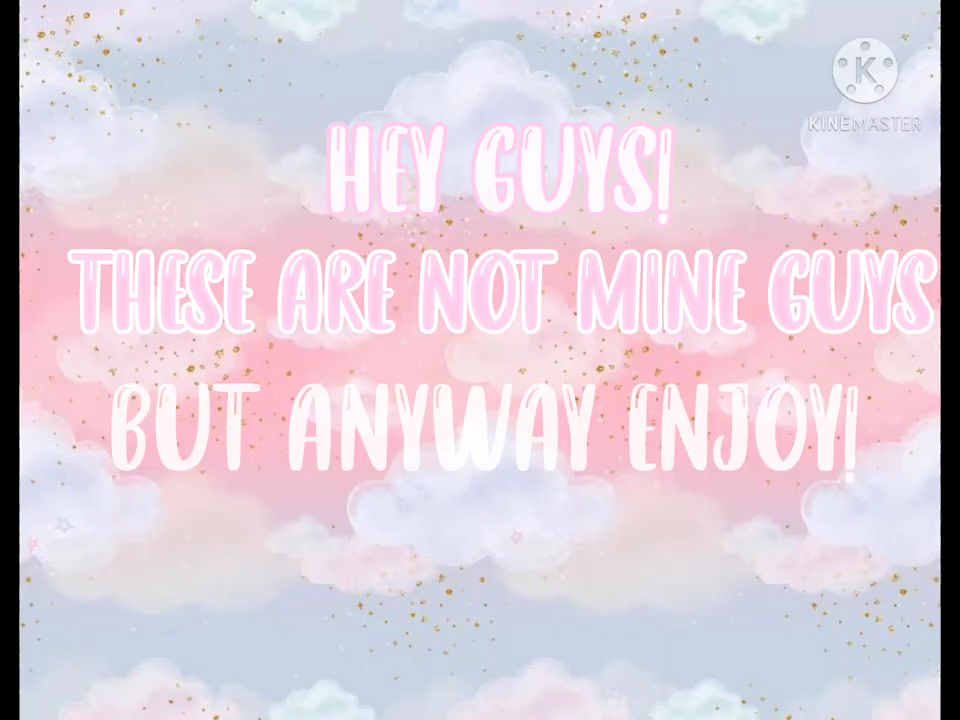 KINEMASTER
HEY GUYS!
THESE ARE NOT MINE GUYS
BUT ANYWAY ENJOY!